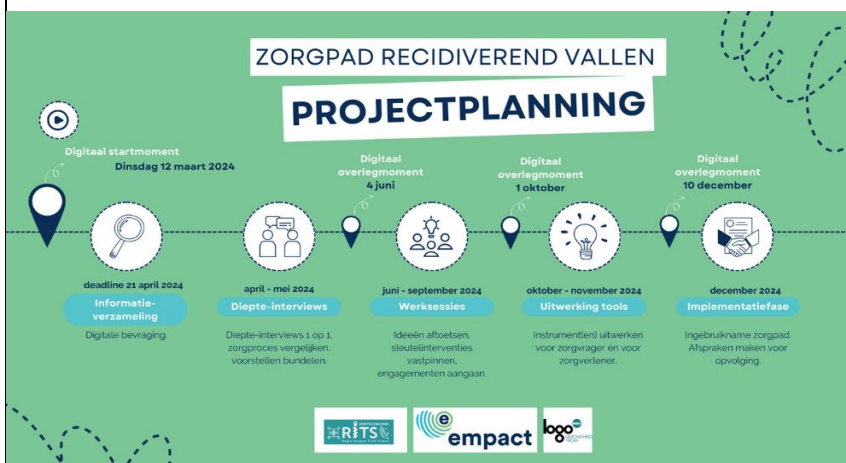 ZORGPAD RECIDIVEREND VALLEN
PROJECTPLANNING
Digitaal startmoment
Dinsdag 12 maart 2024
Digitaal
overlegmoment
4 juni
Digitaal
overlegmoment
1 oktober
Digitaal
overlegmoment
10 december
deadline 21 april 2024
Informatie-
verzameling
Digitale bevraging.
april - mei 2024
Diepte-interviews
Diepte-interviews 1 op 1,
zorgproces vergelijken,
voorstellen bundelen.
juni - september 2024
Werksessies
Ideeën aftoetsen,
sleutelinterventies
vastpinnen,
engagementen aangaan.
oktober - november 2024
Uitwerking tools
Instrument(en) uitwerken
voor zorgvrager én voor
zorgverlener.
december 2024
Implementatiefase
Ingebruikname zorgpad.
Afspraken maken voor
opvolging.
RITS
e
empact
logo